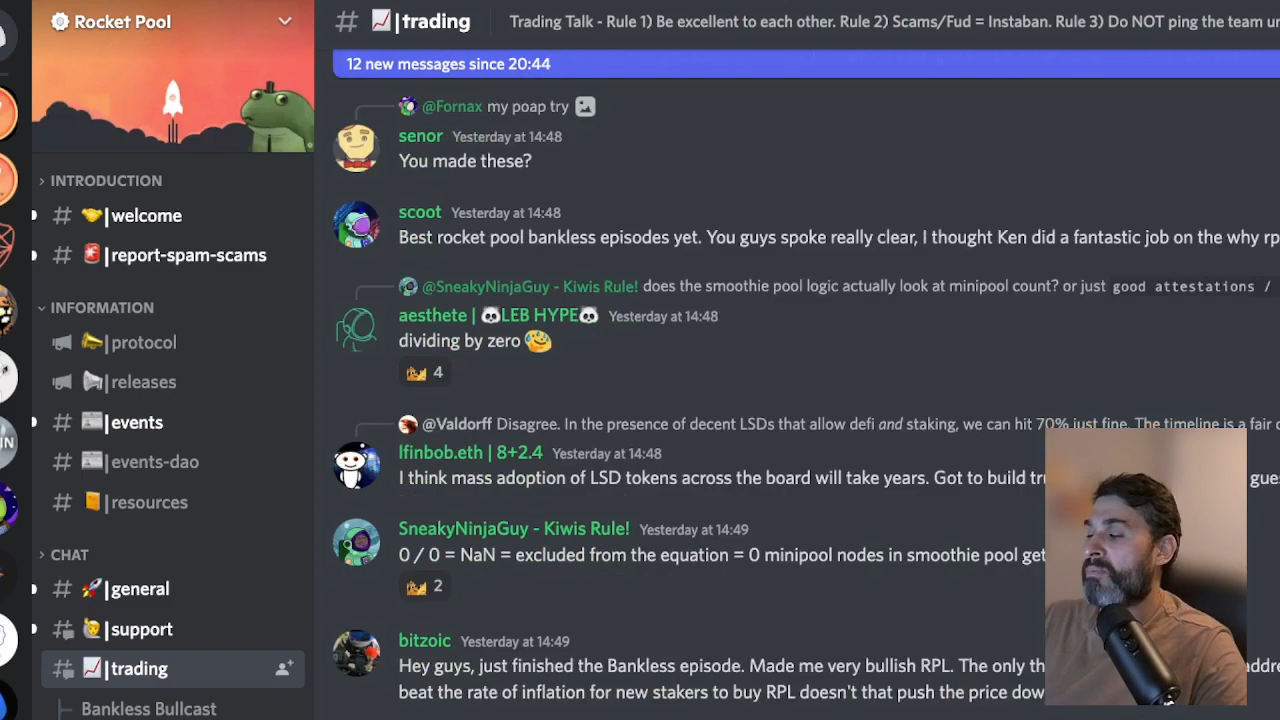 Rocket Pool
INTRODUCTION
# 🤝|welcome
# 🚨|report-spam-scams
INFORMATION
|protocol
|releases
# |events
# |events-dao
# |resources
CHAT
# 🚀|general
|support
📈|trading
Bankless Bullcast
# 📈|trading
Trading Talk - Rule 1) Be excellent to each other. Rule 2) Scams/Fud = Instaban. Rule 3) Do NOT ping the team
12 new messages since 20:44
@Fornax my poap try
senor Yesterday at 14:48
You made these?
scoot Yesterday at 14:48
Best rocket pool bankless episodes yet. You guys spoke really clear, I thought Ken did a fantastic job on the why
@SneakyNinjaGuy - Kiwis Rule! does the smoothie pool logic actually look at minipool count? or just good attestations /
aesthete | 🐼LEB HYPE🐼 Yesterday at 14:48
dividing by zero
4
@Valdorff Disagree. In the presence of decent LSDs that allow defi and staking, we can hit 70% just fine. The timeline is a fair
lfinbob.eth | 8+2.4 Yesterday at 14:48
I think mass adoption of LSD tokens across the board will take years. Got to build
SneakyNinjaGuy - Kiwis Rule! Yesterday at 14:49
0 / 0 = NaN = excluded from the equation = 0 minipool nodes in smoothie pool get
2
bitzoic Yesterday at 14:49
Hey guys, just finished the Bankless episode. Made me very bullish RPL. The only
beat the rate of inflation for new stakers to buy RPL doesn't that push the price
IN